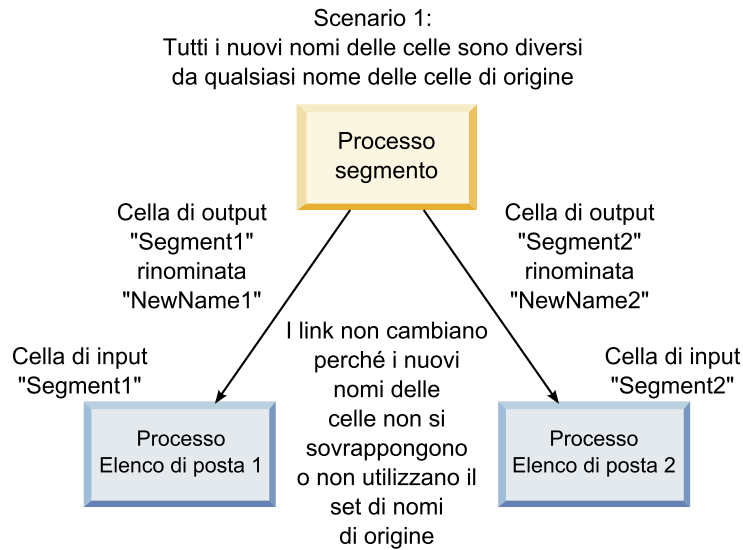 Scenario 1:
Tutti i nuovi nomi delle celle sono diversi
da qualsiasi nome delle celle di origine
Processo
segmento
Cella di output
"Segment1"
rinominata
"NewName1"
Cella di output
"Segment2"
rinominata
"NewName2"
Cella di input
"Segment1"
I link non cambiano
perché i nuovi
nomi delle
celle non si
sovrappongono
o non utilizzano il
set di nomi
di origine
Cella di input
"Segment2"
Processo
Elenco di posta 1
Processo
Elenco di posta 2